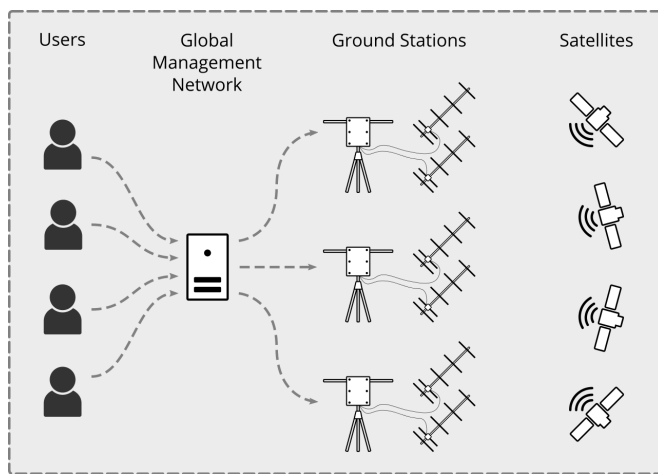 Users
Global
Management
Network
Ground Stations
Satellites